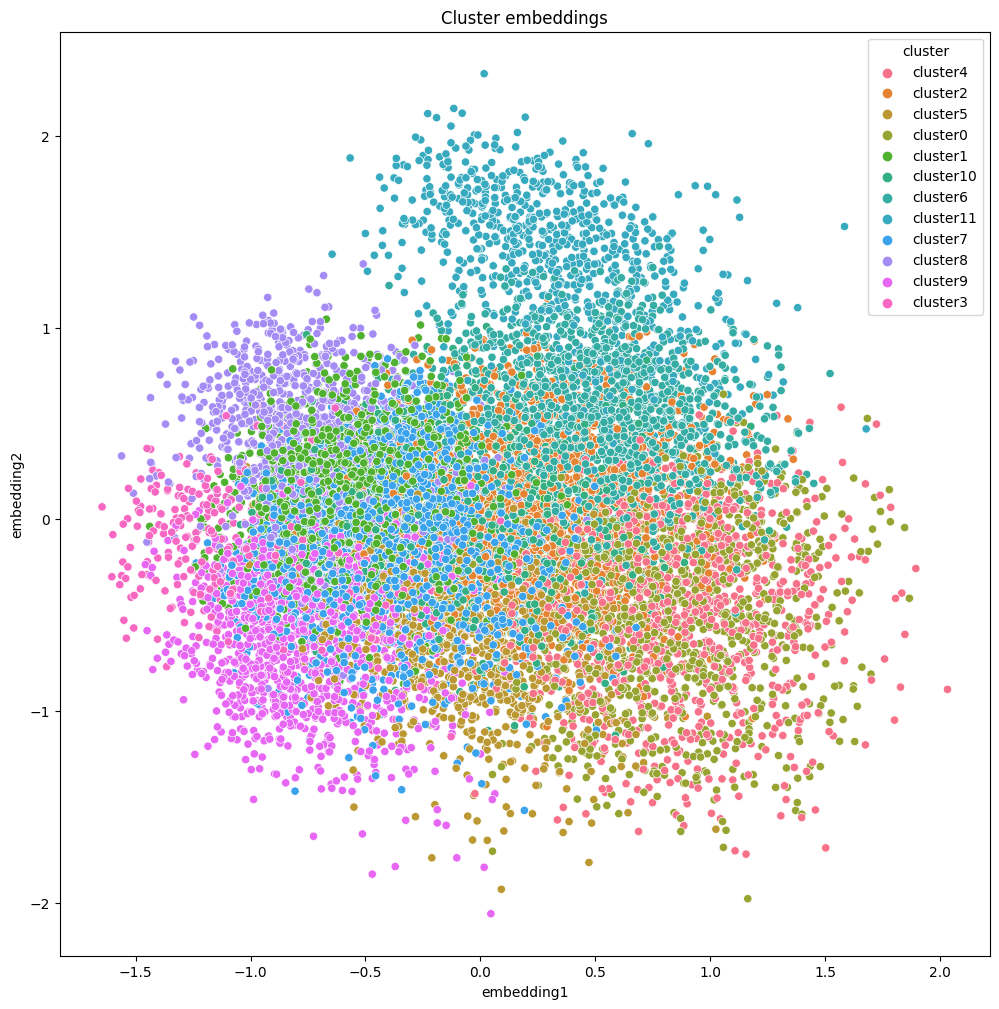 Cluster embeddings
cluster
cluster4
cluster2
cluster5
cluster0
cluster1
cluster10
cluster6
cluster11
cluster7
cluster8
cluster9
cluster3
embedding2
2
1
0
−1
−2
−1.5
−1.0
−0.5
0.0
0.5
1.0
1.5
2.0
embedding1